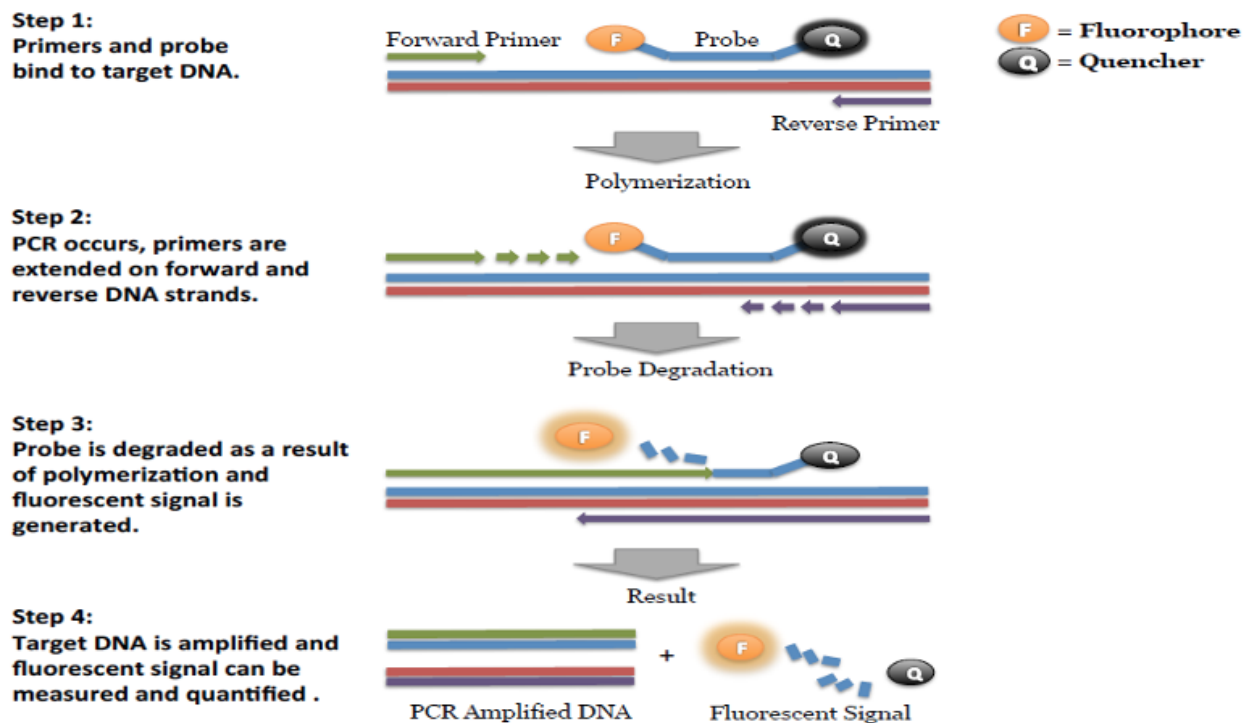 Step 1:
Primers and probe
bind to target DNA.
Forward Primer
F
Probe
Q
F = Fluorophore
Q = Quencher
Reverse Primer
Polymerization
Step 2:
PCR occurs, primers are
extended on forward and
reverse DNA strands.
F
Q
Probe Degradation
Step 3:
Probe is degraded as a result
of polymerization and
fluorescent signal is
generated.
F
Q
Result
Step 4:
Target DNA is amplified and
fluorescent signal can be
measured and quantified .
+
F
Q
PCR Amplified DNA
Fluorescent Signal